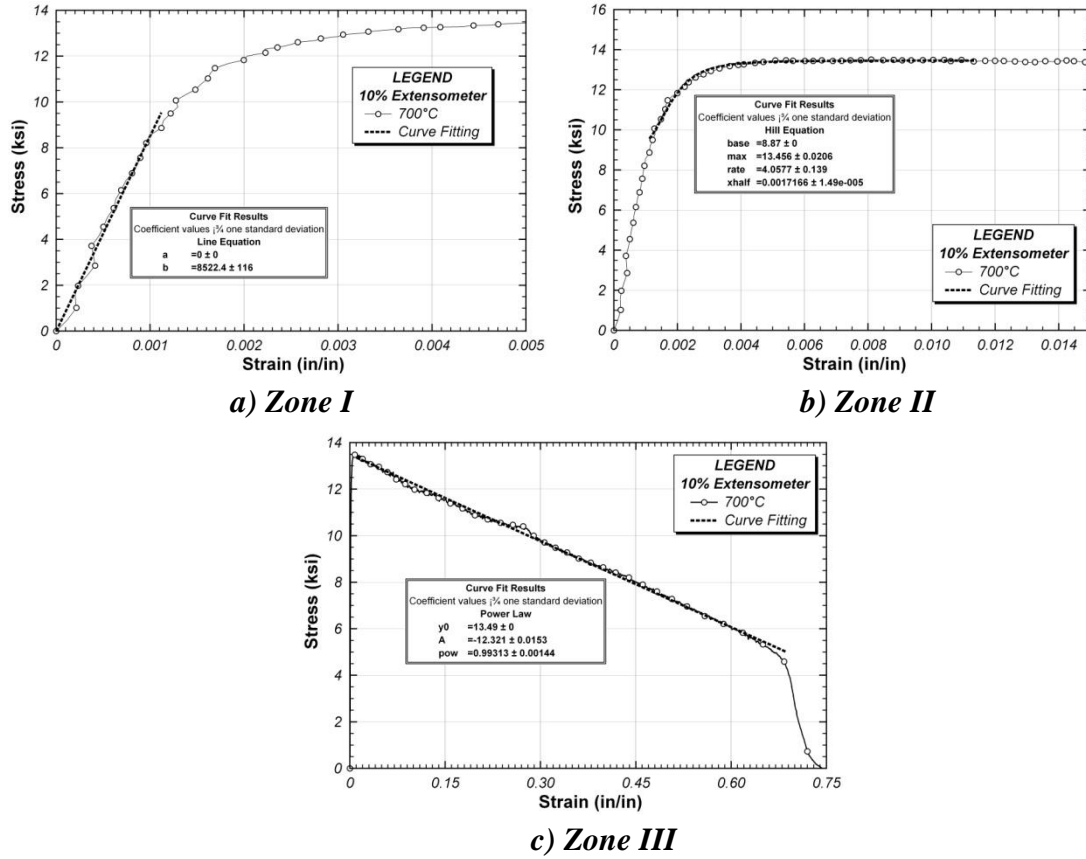 14
12
10
8
6
4
2
0
Stress (ksi)
LEGEND
10% Extensometer
700°C
Curve Fitting
Curve Fit Results
Coefficient values ¡¾ one standard deviation
Line Equation
a =0 ± 0
b =8522.4 ± 116
0 0.001 0.002 0.003 0.004 0.005
Strain (in/in)
a) Zone I
16
14
12
10
8
6
4
2
0
Stress (ksi)
Curve Fit Results
Coefficient values ¡¾ one standard deviation
Hill Equation
base =8.87 ± 0
max =13.456 ± 0.0206
rate =4.0577 ± 0.139
xhalf =0.0017166 ± 1.49e-005
LEGEND
10% Extensometer
700°C
Curve Fitting
0 0.002 0.004 0.006 0.008 0.010 0.012 0.014
Strain (in/in)
b) Zone II
14
12
10
8
6
4
2
0
Stress (ksi)
LEGEND
10% Extensometer
700°C
Curve Fitting
Curve Fit Results
Coefficient values ¡¾ one standard deviation
Power Law
y0 =13.49 ± 0
A =-12.321 ± 0.0153
pow =0.99313 ± 0.00144
0 0.15 0.30 0.45 0.60 0.75
Strain (in/in)
c) Zone III